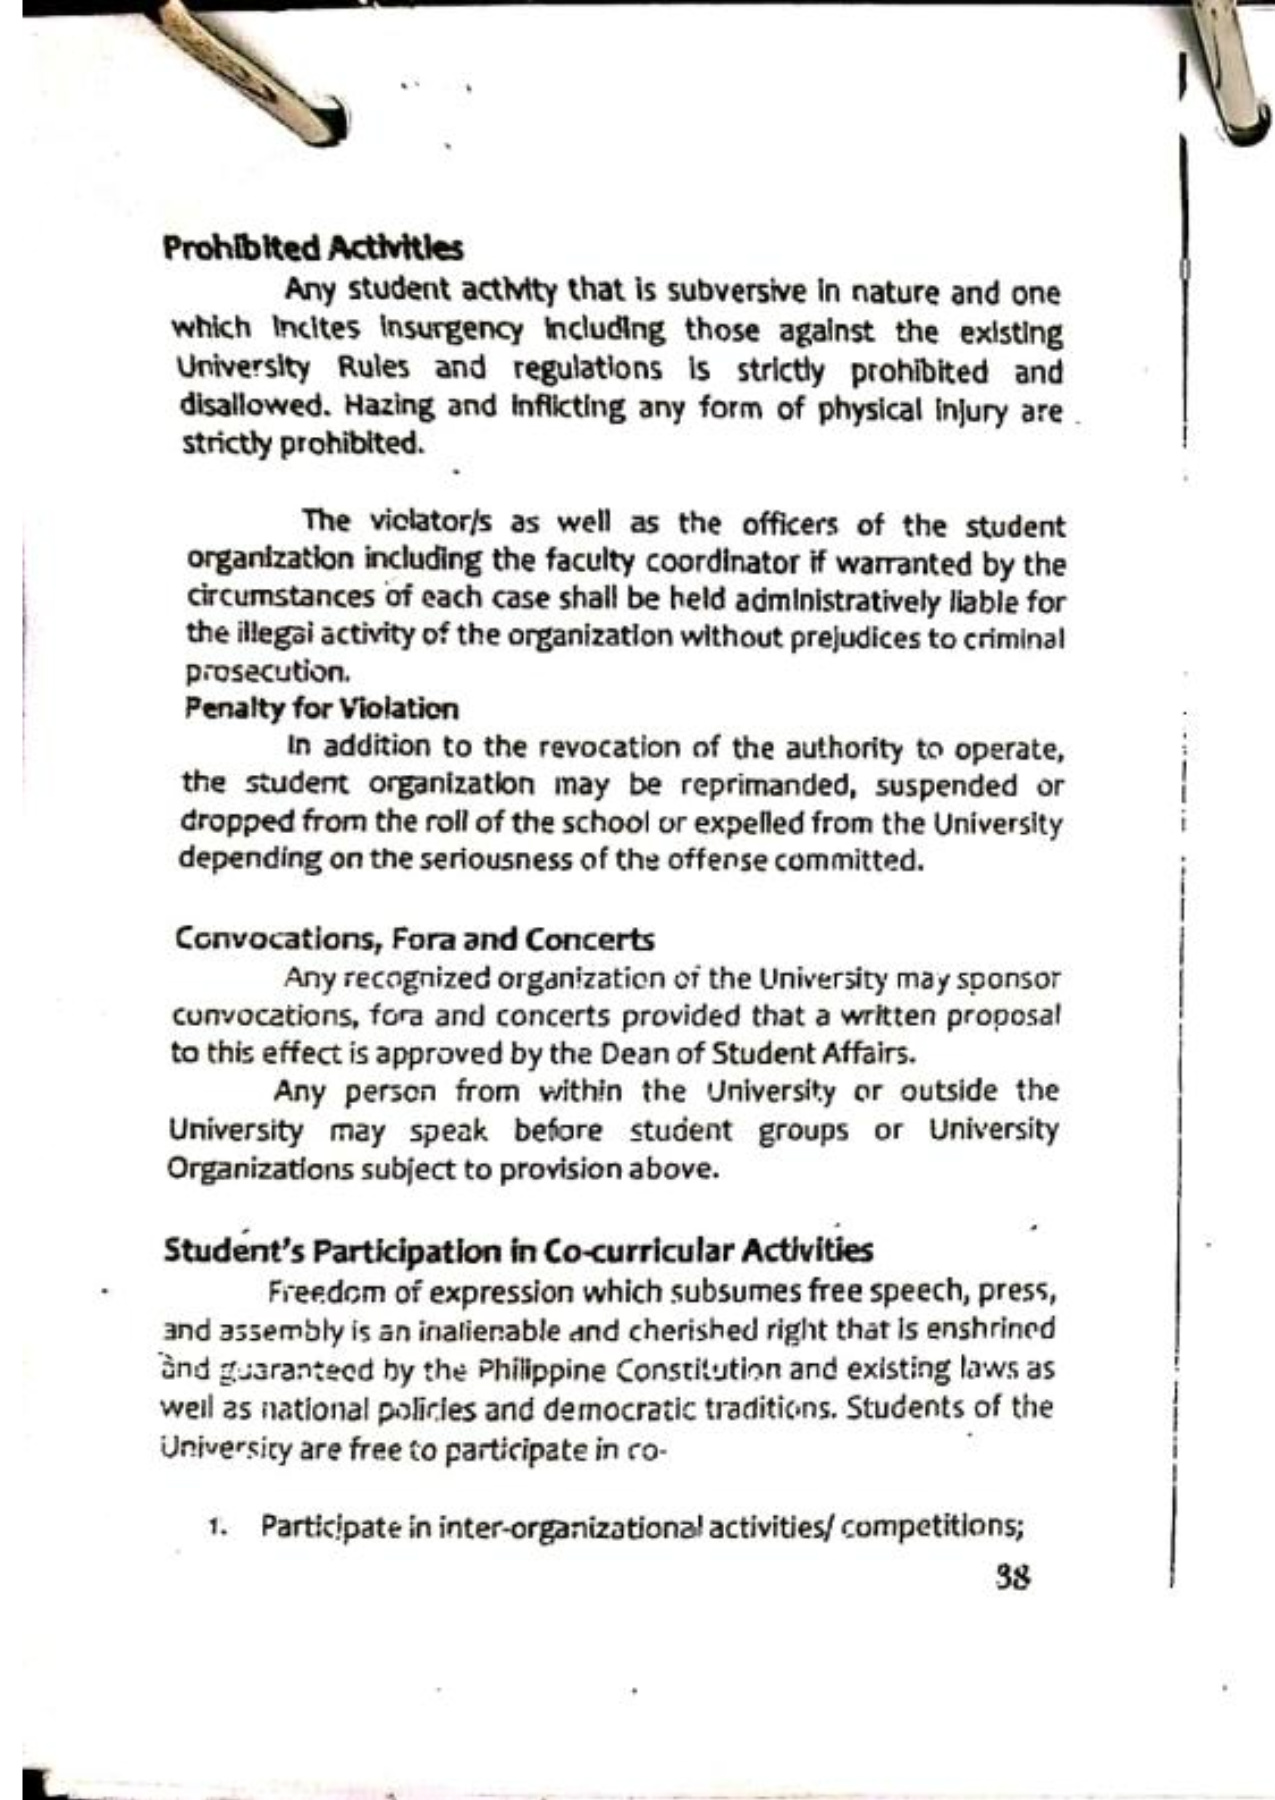 Prohibited Activities
Any student activity that is subversive in nature and one
which incites insurgency including those against the existing
University Rules and regulations is strictly prohibited and
disallowed. Hazing and inflicting any form of physical injury are
strictly prohibited.
The violator/s as well as the officers of the student
organization including the faculty coordinator if warranted by the
circumstances of each case shall be held administratively liable for
the illegal activity of the organization without prejudices to criminal
prosecution.
Penalty for Violation
In addition to the revocation of the authority to operate,
the student organization may be reprimanded, suspended or
dropped from the roll of the school or expelled from the University
depending on the seriousness of the offense committed.
Convocations, Fora and Concerts
Any recognized organization of the University may sponsor
convocations, fora and concerts provided that a written proposal
to this effect is approved by the Dean of Student Affairs.
Any person from within the University or outside the
University may speak before student groups or University
Organizations subject to provision above.
Student's Participation in Co-curricular Activities
Freedom of expression which subsumes free speech, press,
and assembly is an inalienable and cherished right that is enshrined
and guaranteed by the Philippine Constitution and existing laws as
well as national policies and democratic traditions. Students of the
University are free to participate in co-
1. Participate in inter-organizational activities/ competitions;
38